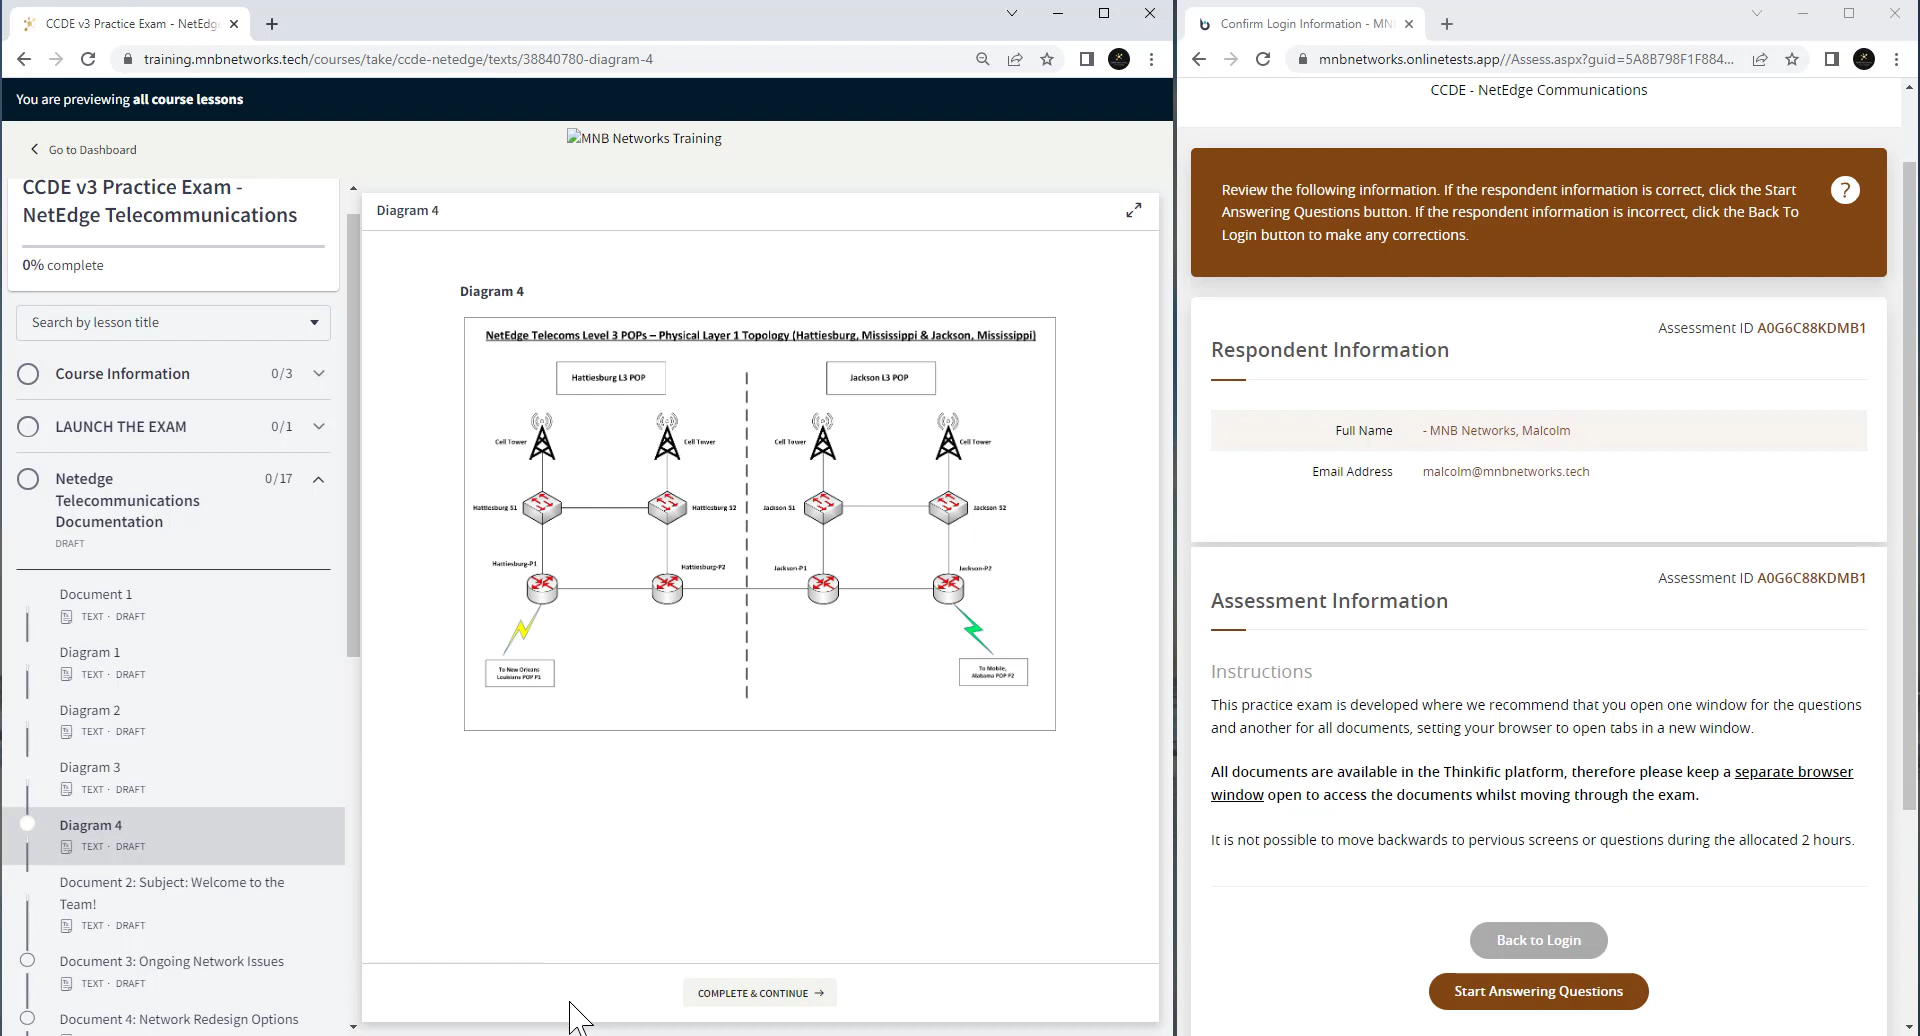 CCDE v3 Practice Exam - NetEdg
training.mnbnetworks.tech/courses/take/ccde-netedge/texts/38840780-diagram-4
You are previewing all course lessons
Go to Dashboard
MNB Networks Training
CCDE v3 Practice Exam -
NetEdge Telecommunications
0% complete
Search by lesson title
Course Information 0/3
LAUNCH THE EXAM 0/1
Netedge 0/17
Telecommunications
Documentation
DRAFT
Document 1
TEXT · DRAFT
Diagram 1
TEXT · DRAFT
Diagram 2
TEXT · DRAFT
Diagram 3
TEXT · DRAFT
Diagram 4
TEXT · DRAFT
Document 2: Subject: Welcome to the
Team!
TEXT · DRAFT
Document 3: Ongoing Network Issues
TEXT · DRAFT
Document 4: Network Redesign Options
Diagram 4
Diagram 4
NetEdge Telecoms Level 3 POPs – Physical Layer 1 Topology (Hattiesburg, Mississippi & Jackson, Mississippi)
Hattiesburg L3 POP
Jackson L3 POP
Cell Tower
Cell Tower
Cell Tower
Cell Tower
Hattiesburg S1
Hattiesburg S2
Jackson S1
Jackson S2
Hattiesburg-P1
Hattiesburg-P2
Jackson-P1
Jackson-P2
To New Orleans
Louisiana POP P1
To Mobile,
Alabama POP P2
COMPLETE & CONTINUE →
Confirm Login Information - MN
mnbnetworks.onlinetests.app//Assess.aspx?guid=5A8B798F1F884...
CCDE - NetEdge Communications
Review the following information. If the respondent information is correct, click the Start
Answering Questions button. If the respondent information is incorrect, click the Back To
Login button to make any corrections.
?
Assessment ID A0G6C88KDMB1
Respondent Information
Full Name - MNB Networks, Malcolm
Email Address malcolm@mnbnetworks.tech
Assessment ID A0G6C88KDMB1
Assessment Information
Instructions
This practice exam is developed where we recommend that you open one window for the questions
and another for all documents, setting your browser to open tabs in a new window.
All documents are available in the Thinkific platform, therefore please keep a separate browser
window open to access the documents whilst moving through the exam.
It is not possible to move backwards to pervious screens or questions during the allocated 2 hours.
Back to Login
Start Answering Questions